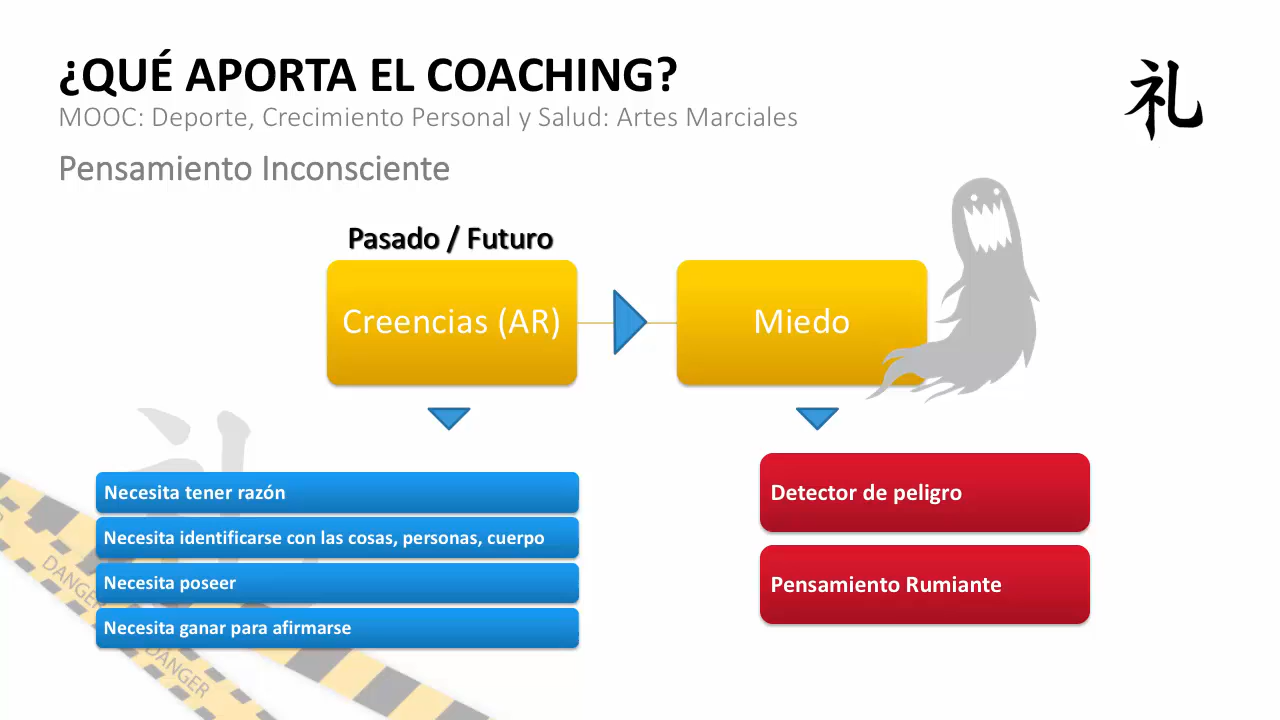 ¿QUÉ APORTA EL COACHING?
礼
MOOC: Deporte, Crecimiento Personal y Salud: Artes Marciales
Pensamiento Inconsciente
Pasado / Futuro
Creencias (AR)
Miedo
Necesita tener razón
Necesita identificarse con las cosas, personas, cuerpo
Necesita poseer
Necesita ganar para afirmarse
Detector de peligro
Pensamiento Rumiante
DANGER
DANGER